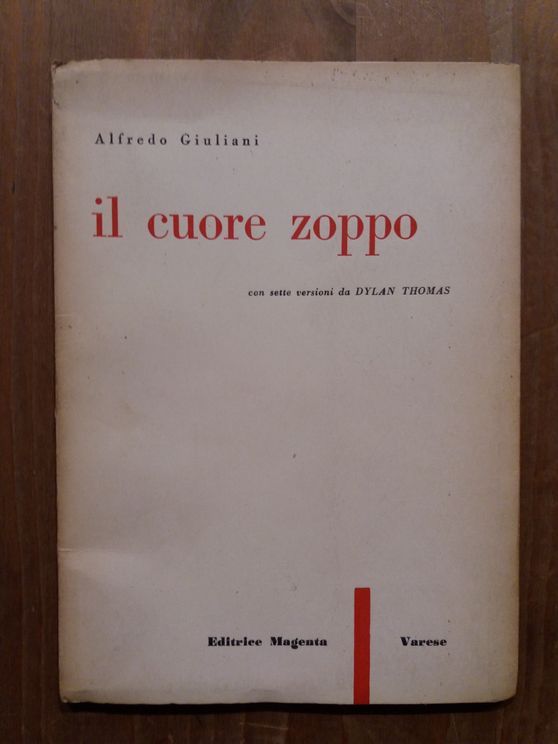 Alfredo Giuliani
il cuore zoppo
con sette versioni da DYLAN THOMAS
Editrice Magenta Varese